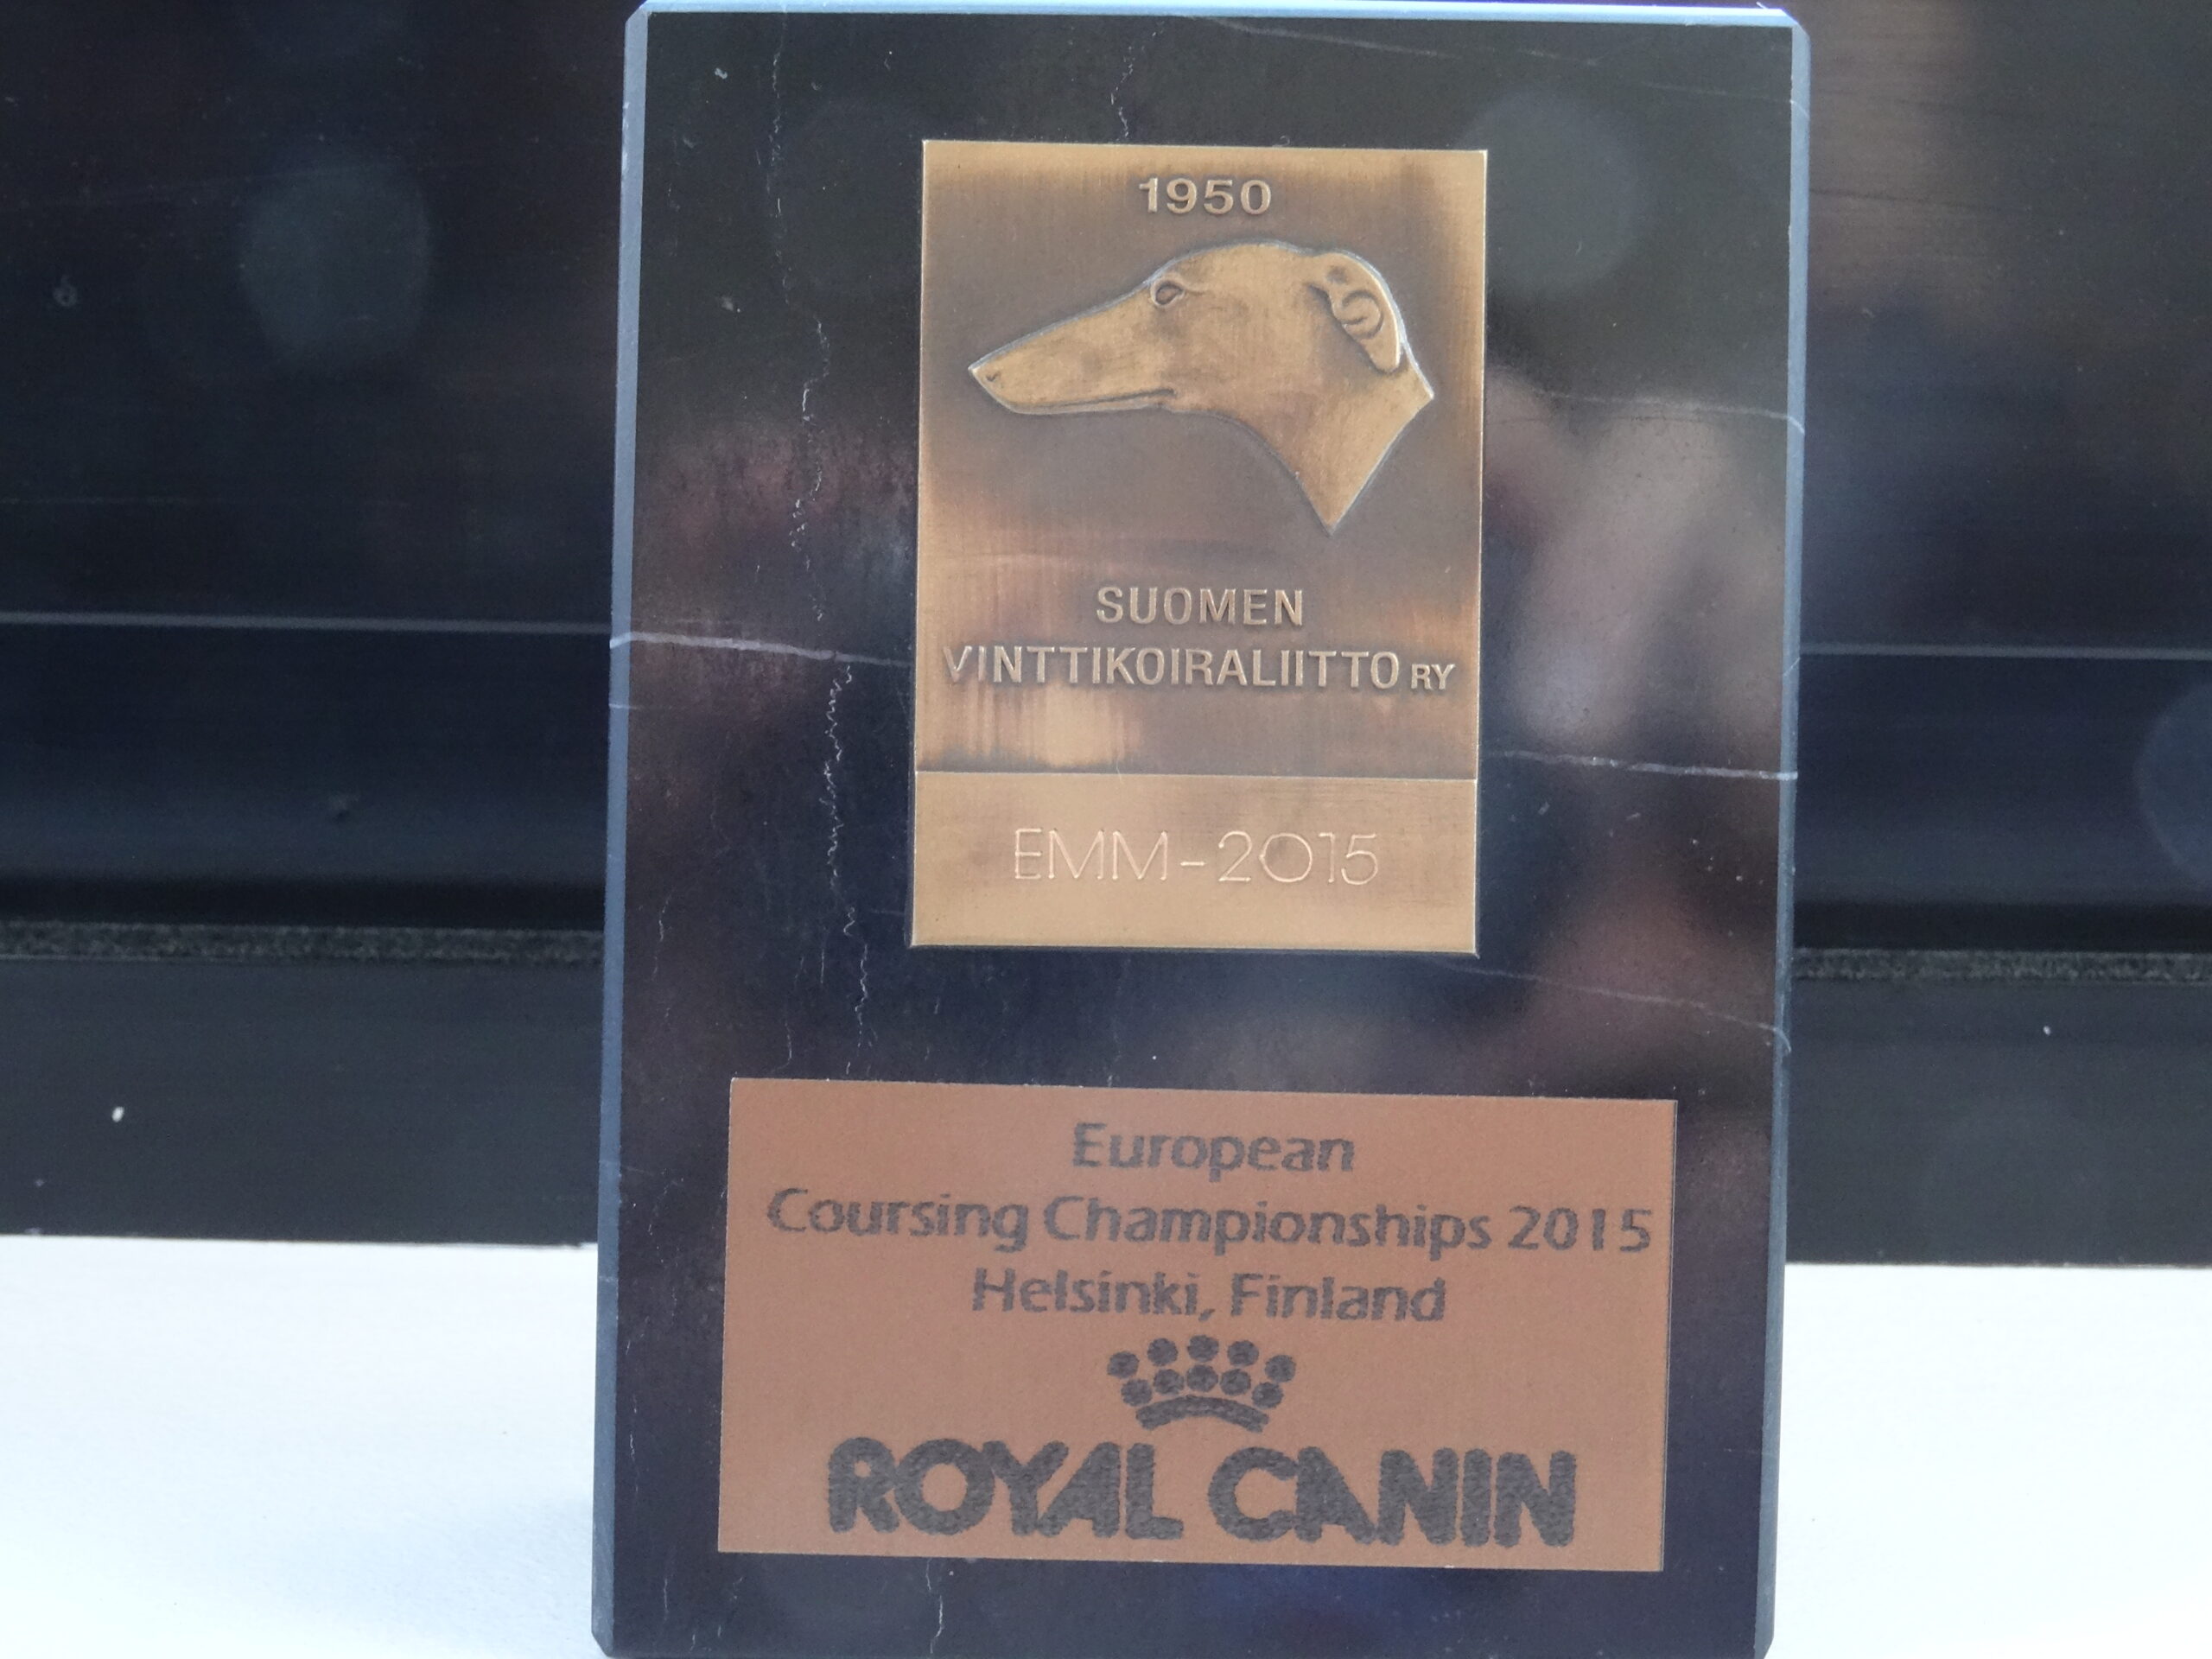 1950
SUOMEN
VINTTIKOIRALIITTO RY
EMM-2015
European
Coursing Championships 2015
Helsinki, Finland
ROYAL CANIN